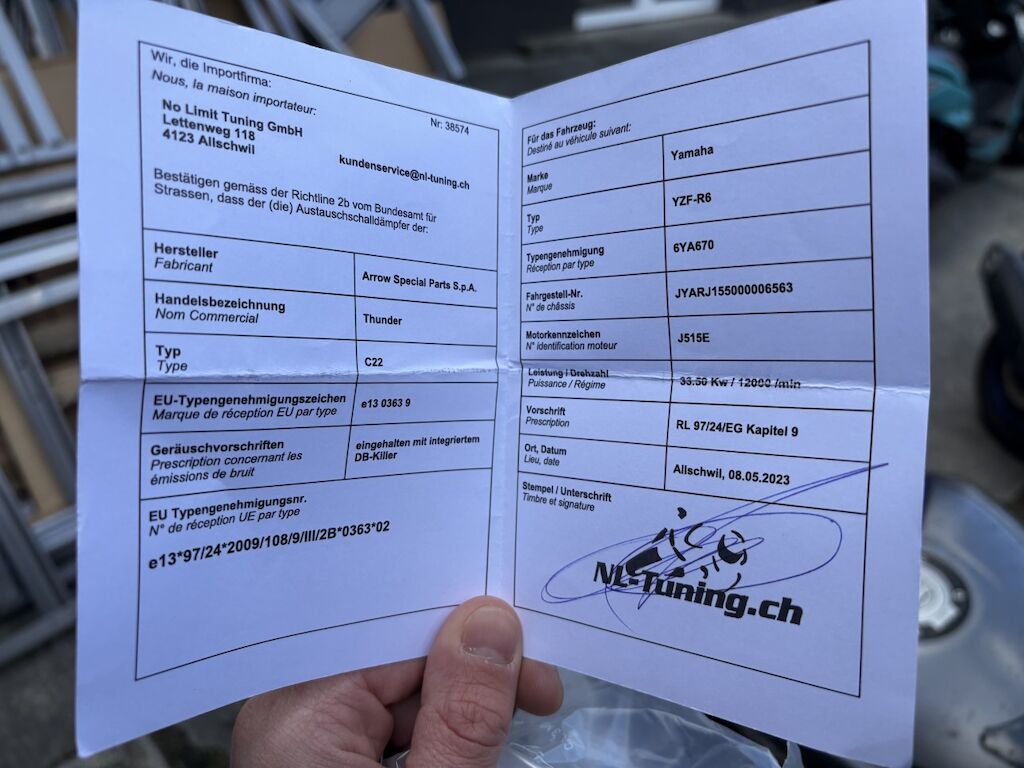 Wir, die Importfirma:
Nous, la maison importateur:
Nr: 38574
No Limit Tuning GmbH
Lettenweg 118
4123 Allschwil
kundenservice@nl-tuning.ch
Bestätigen gemäss der Richtline 2b vom Bundesamt für
Strassen, dass der (die) Austauschschalldämpfer der:
Hersteller
Fabricant
Arrow Special Parts S.p.A.
Handelsbezeichnung
Nom Commercial
Thunder
Typ
Type
C22
EU-Typengenehmigungszeichen
Marque de réception EU par type
e13 0363 9
Geräuschvorschriften
Prescription concernant les
émissions de bruit
eingehalten mit integriertem
DB-Killer
EU Typengenehmigungsnr.
N° de réception UE par type
e13*97/24*2009/108/9/III/2B*0363*02
Für das Fahrzeug:
Destiné au véhicule suivant:
Marke
Marque
Yamaha
Typ
Type
YZF-R6
Typengenehmigung
Réception par type
6YA670
Fahrgestell-Nr.
N° de châssis
JYARJ155000006563
Motorkennzeichen
N° identification moteur
J515E
Leistung / Drehzahl
Puissance / Régime
33.50 Kw / 12000 /min
Vorschrift
Prescription
RL 97/24/EG Kapitel 9
Ort, Datum
Lieu, date
Allschwil, 08.05.2023
Stempel / Unterschrift
Timbre et signature
NL-Tuning.ch